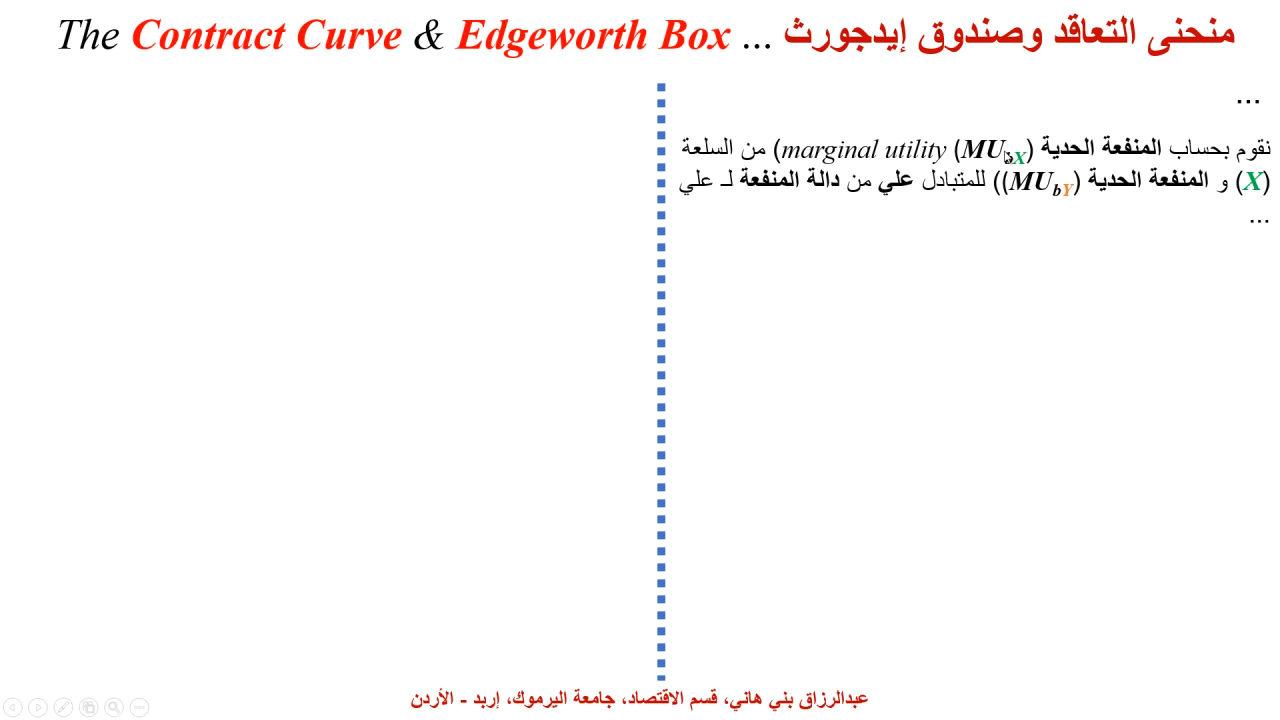 The Contract Curve & Edgeworth Box ... منحنى التعاقد وصندوق إيدجورث
...
نقوم بحساب المنفعة الحدية (MU X) marginal utility) من السلعة
(X) و المنفعة الحدية (MUbY)) للمتبادل علي من دالة المنفعة لـ علي
...
عبدالرزاق بني هاني، قسم الاقتصاد، جامعة اليرموك، إربد - الأردن